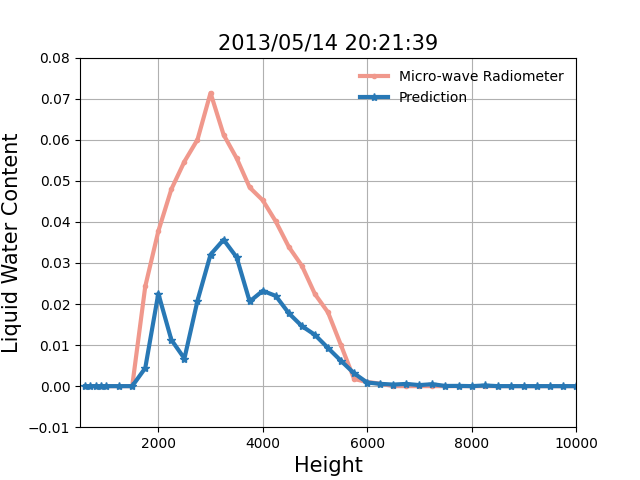 2013/05/14 20:21:39
Micro-wave Radiometer
Prediction
Liquid Water Content
0.08
0.07
0.06
0.05
0.04
0.03
0.02
0.01
0.00
−0.01
2000 4000 6000 8000 10000
Height